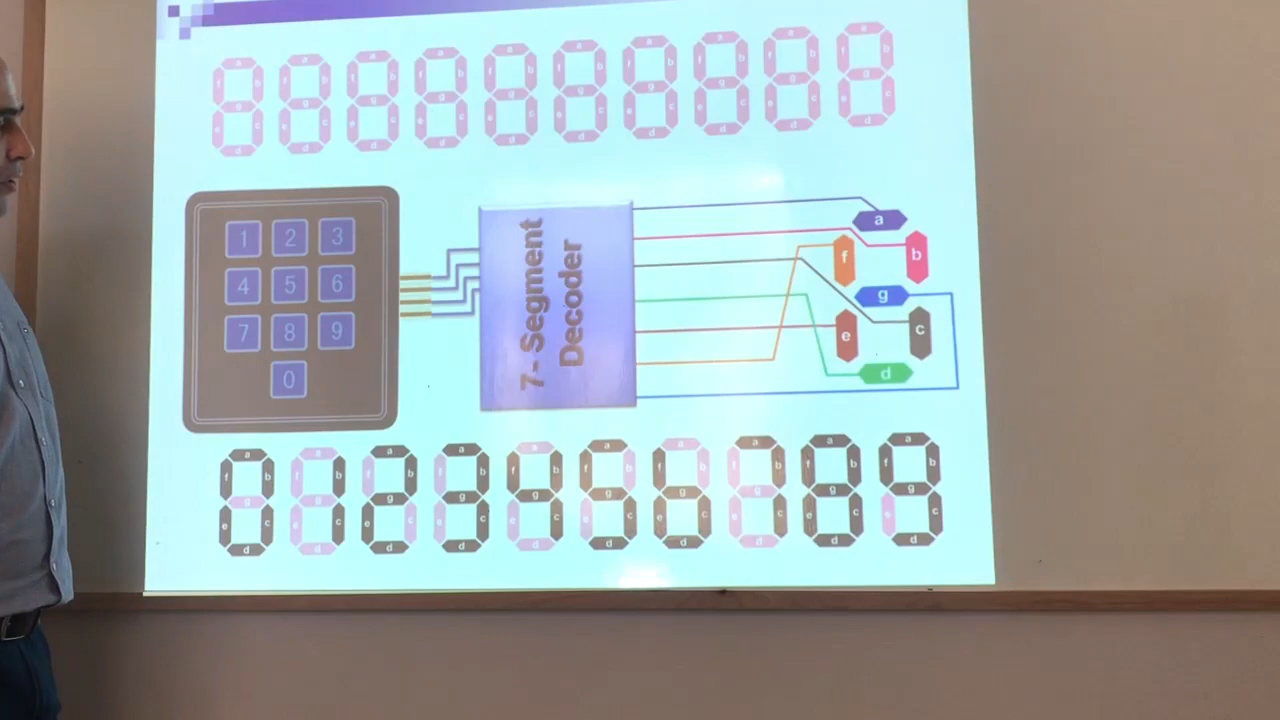 a a a a a a a a a a
f b f b f b f b f b f b f b f b f b f b
g g g g g g g g g g
e c e c e c e c e c e c e c e c e c e c
d d d d d d d d d d
1 2 3
4 5 6
7 8 9
0
7- Segment
Decoder
a
f b
g
e c
d
a a a a a a a a a a
f b f b f b f b f b f b f b f b f b f b
g g g g g g g g g g
e c e c e c e c e c e c e c e c e c e c
d d d d d d d d d d